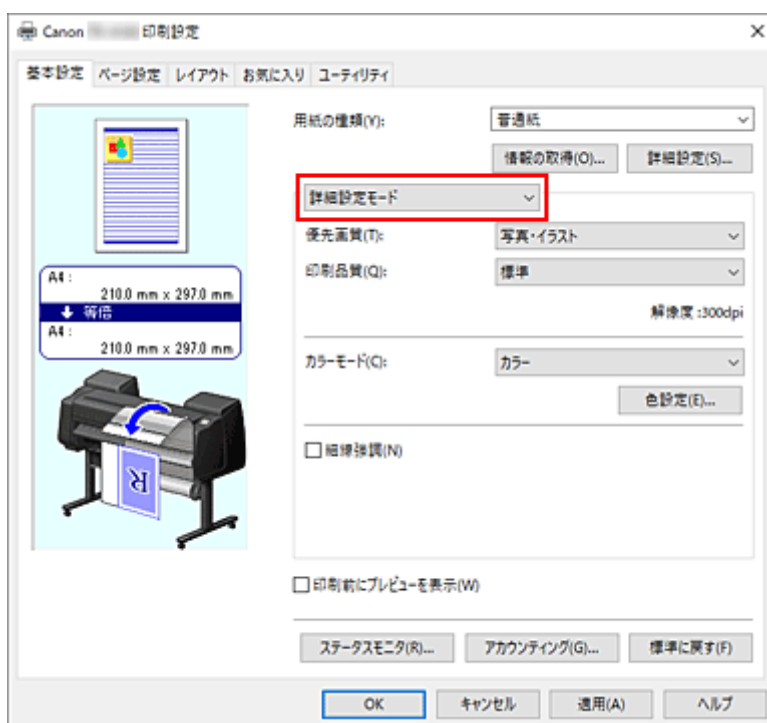 Canon 印刷設定
基本設定 ページ設定 レイアウト お気に入り ユーティリティ
用紙の種類(Y): 普通紙
情報の取得(O)... 詳細設定(S)...
詳細設定モード
優先画質(T): 写真・イラスト
印刷品質(Q): 標準
解像度 :300dpi
カラーモード(C): カラー
色設定(E)...
細線強調(N)
A4 :
210.0 mm x 297.0 mm
等倍
A4 :
210.0 mm x 297.0 mm
R
印刷前にプレビューを表示(W)
ステータスモニタ(R)... アカウンティング(G)... 標準に戻す(F)
OK キャンセル 適用(A) ヘルプ